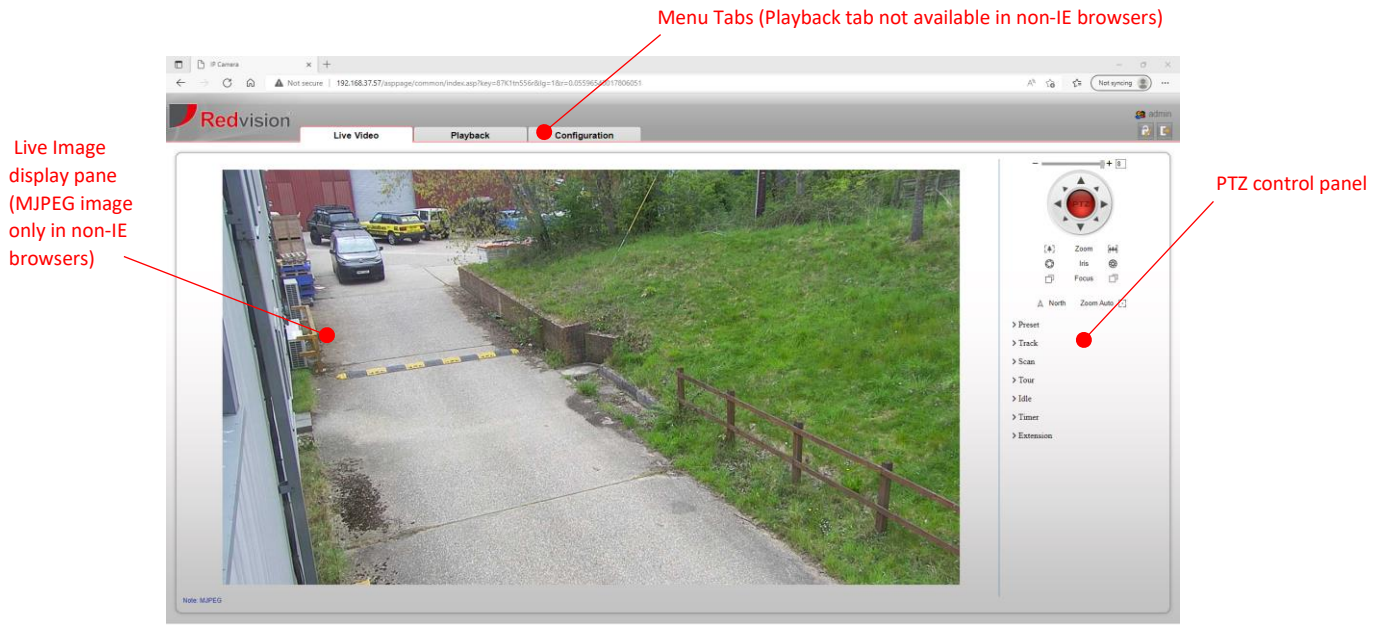 Menu Tabs (Playback tab not available in non-IE browsers)
IP Camera
Not secure | 192.168.37.57/asppage/common/index.asp?key=87K1tn556r&lg=1&r=0.05596540017806051
Not syncing
Redvision
admin
Live Video Playback Configuration
Live Image
display pane
(MJPEG image
only in non-IE
browsers)
PTZ control panel
8
PTZ
Zoom
Iris
Focus
North Zoom Auto
Preset
Track
Scan
Tour
Idle
Timer
Extension
Note: MJPEG